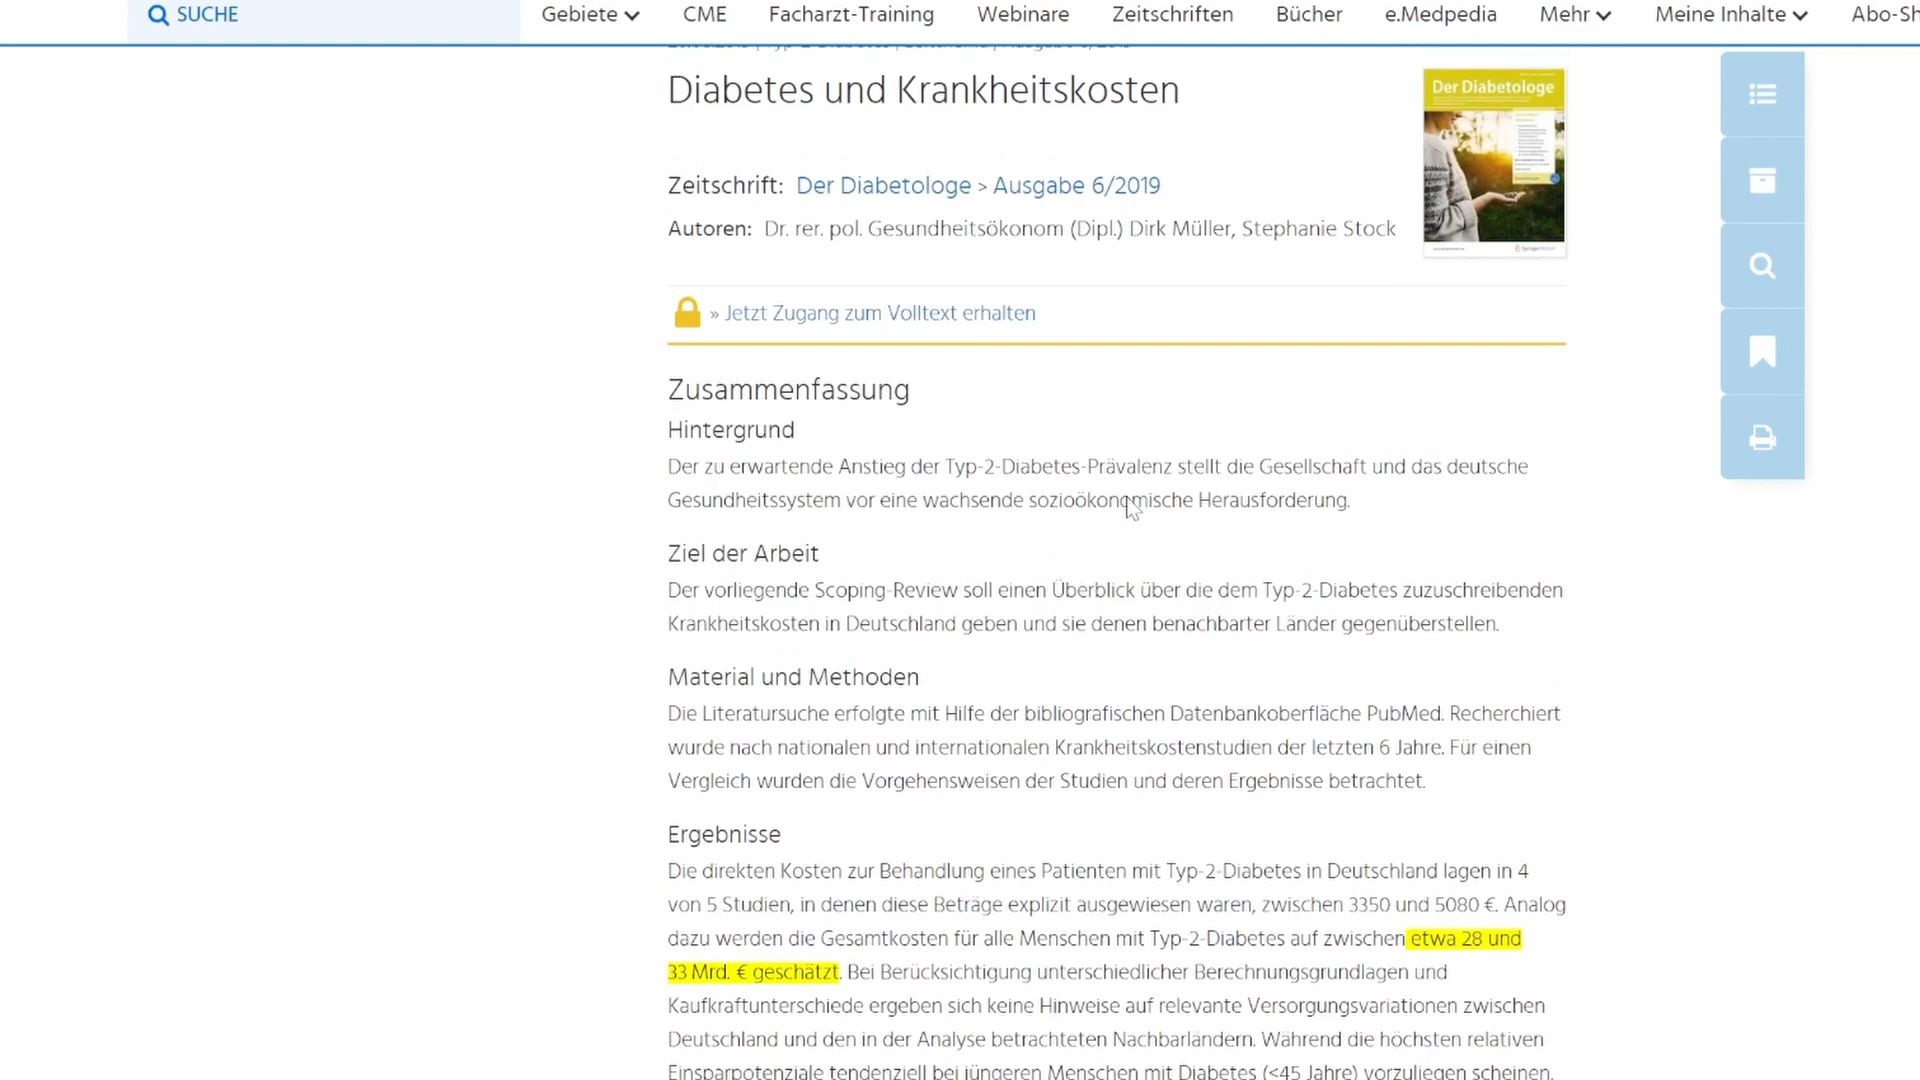 SUCHE
Gebiete
CME
Facharzt-Training
Webinare
Zeitschriften
Bücher
e.Medpedia
Mehr
Meine Inhalte
Abo-Sh
Diabetes und Krankheitskosten
Der Diabetologe
Zeitschrift: Der Diabetologe > Ausgabe 6/2019
Autoren: Dr. rer. pol. Gesundheitsökonom (Dipl.) Dirk Müller, Stephanie Stock
» Jetzt Zugang zum Volltext erhalten
Zusammenfassung
Hintergrund
Der zu erwartende Anstieg der Typ-2-Diabetes-Prävalenz stellt die Gesellschaft und das deutsche
Gesundheitssystem vor eine wachsende sozioökonomische Herausforderung.
Ziel der Arbeit
Der vorliegende Scoping-Review soll einen Überblick über die dem Typ-2-Diabetes zuzuschreibenden
Krankheitskosten in Deutschland geben und sie denen benachbarter Länder gegenüberstellen.
Material und Methoden
Die Literatursuche erfolgte mit Hilfe der bibliografischen Datenbankoberfläche PubMed. Recherchiert
wurde nach nationalen und internationalen Krankheitskostenstudien der letzten 6 Jahre. Für einen
Vergleich wurden die Vorgehensweisen der Studien und deren Ergebnisse betrachtet.
Ergebnisse
Die direkten Kosten zur Behandlung eines Patienten mit Typ-2-Diabetes in Deutschland lagen in 4
von 5 Studien, in denen diese Beträge explizit ausgewiesen waren, zwischen 3350 und 5080 €. Analog
dazu werden die Gesamtkosten für alle Menschen mit Typ-2-Diabetes auf zwischen etwa 28 und
33 Mrd. € geschätzt. Bei Berücksichtigung unterschiedlicher Berechnungsgrundlagen und
Kaufkraftunterschiede ergeben sich keine Hinweise auf relevante Versorgungsvariationen zwischen
Deutschland und den in der Analyse betrachteten Nachbarländern. Während die höchsten relativen
Einsparpotenziale tendenziell bei jüngeren Menschen mit Diabetes (<45 Jahre) vorzuliegen scheinen,